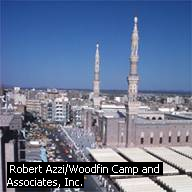 Robert Azzi/Woodfin Camp and
Associates, Inc.